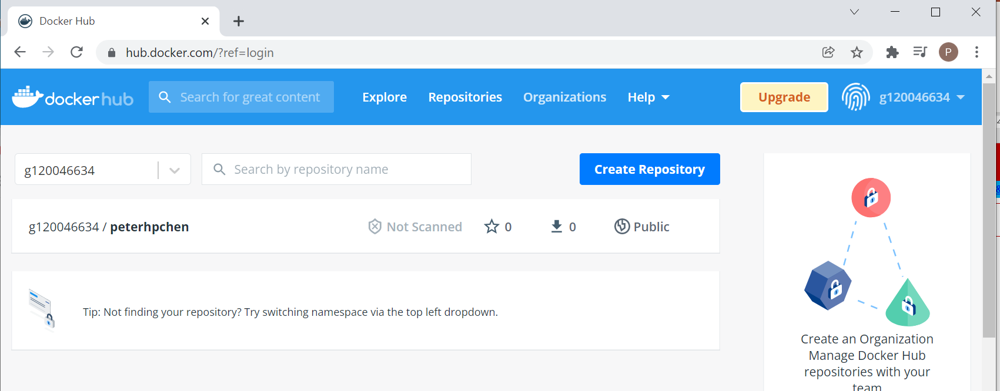 Docker Hub
hub.docker.com/?ref=login
P
docker hub
Search for great content
Explore
Repositories
Organizations
Help
Upgrade
g120046634
g120046634
Search by repository name
Create Repository
g120046634 / peterhpchen
Not Scanned
0
0
Public
Tip: Not finding your repository? Try switching namespace via the top left dropdown.
Create an Organization
Manage Docker Hub
repositories with your
team